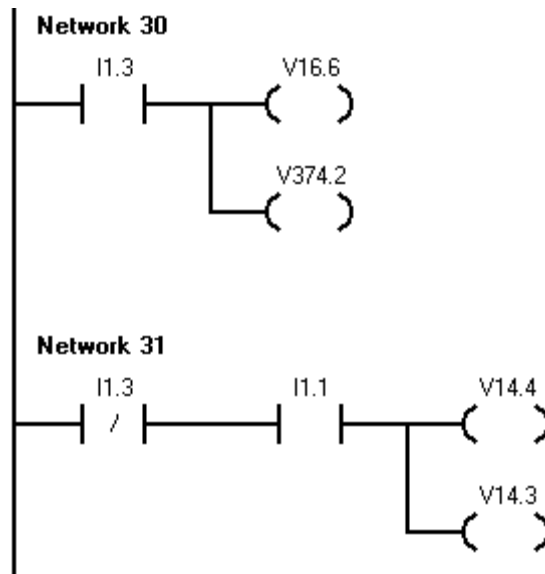 Network 30
I1.3 V16.6
V374.2
Network 31
I1.3 I1.1 V14.4
/
V14.3